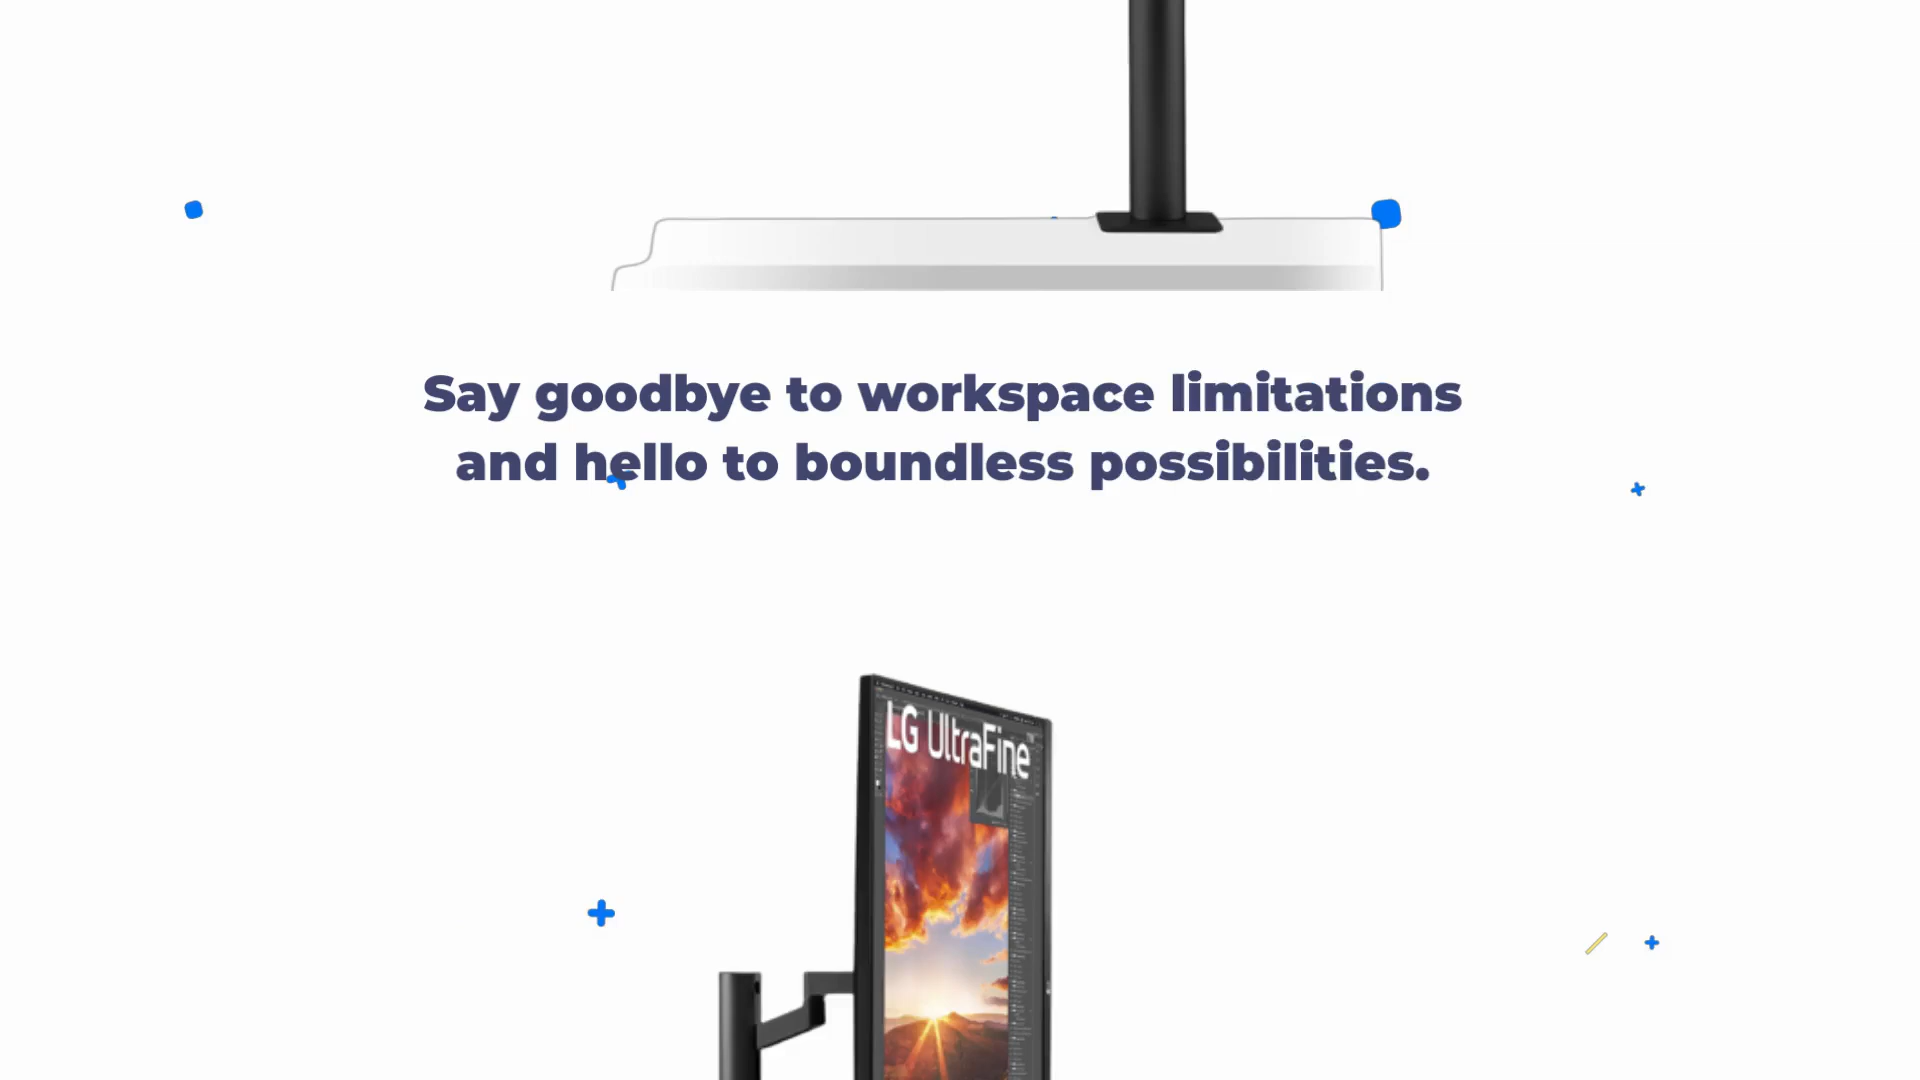 Say goodbye to workspace limitations
and hello to boundless possibilities.
LG UltraFine